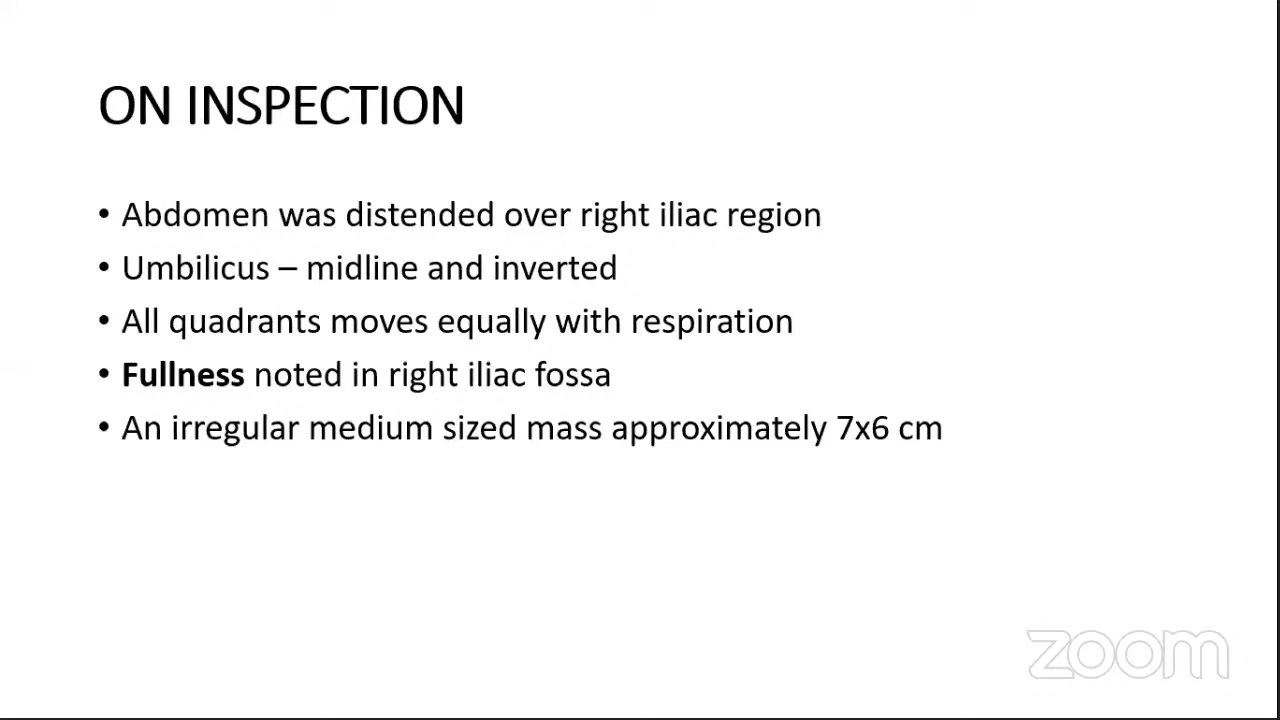 ON INSPECTION
• Abdomen was distended over right iliac region
• Umbilicus – midline and inverted
• All quadrants moves equally with respiration
• Fullness noted in right iliac fossa
• An irregular medium sized mass approximately 7x6 cm
zoom